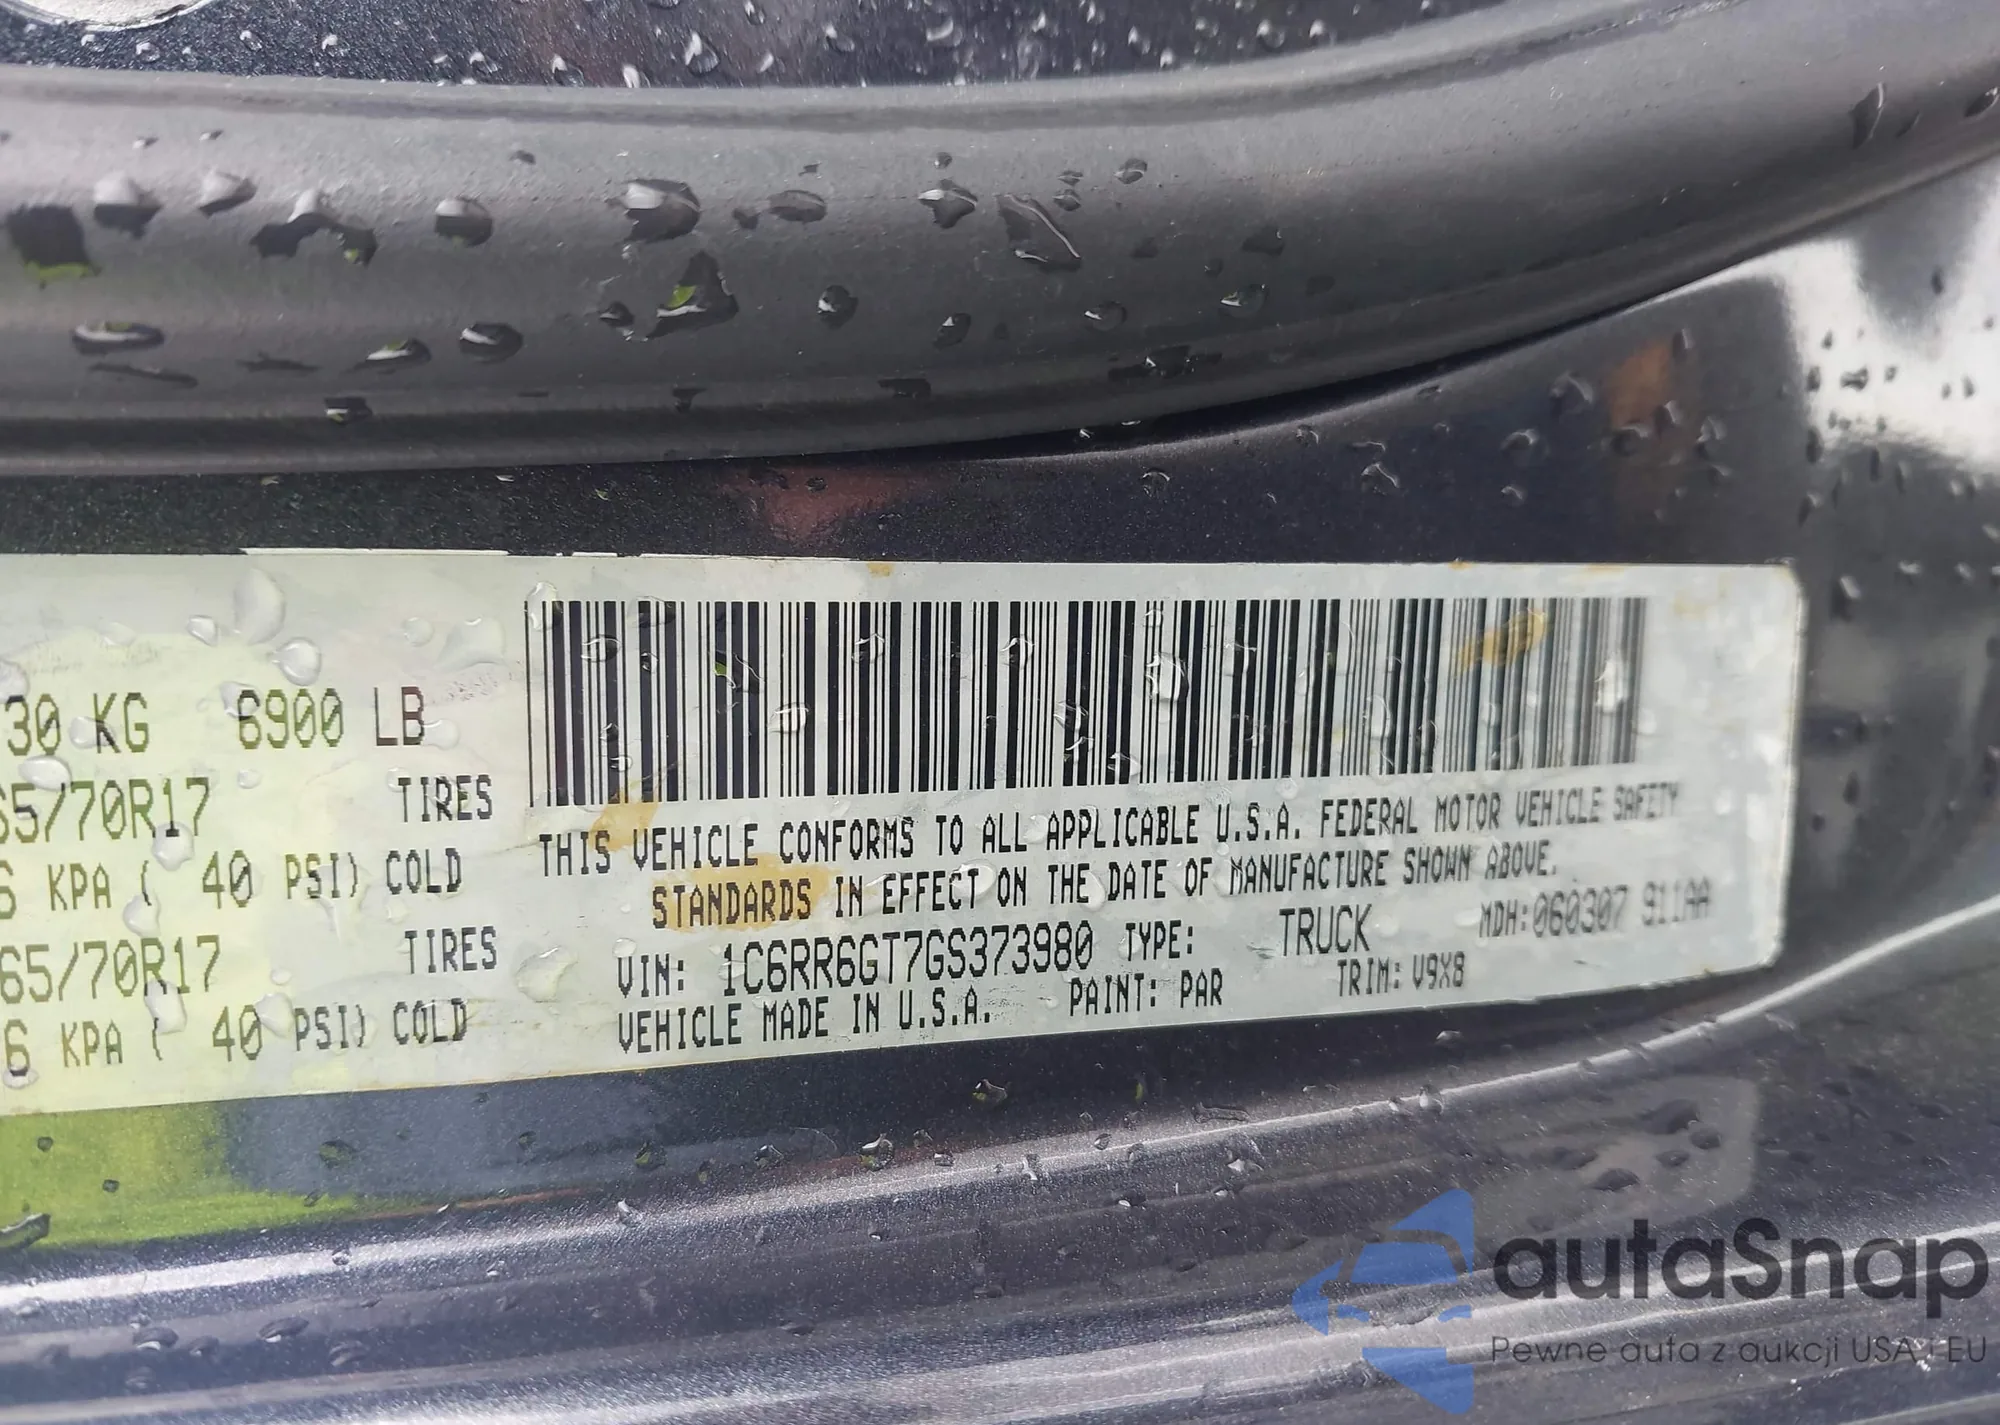 30 KG 6900 LB
65/70R17 TIRES
6 KPA ( 40 PSI) COLD
65/70R17 TIRES
6 KPA ( 40 PSI) COLD
THIS VEHICLE CONFORMS TO ALL APPLICABLE U.S.A. FEDERAL MOTOR VEHICLE SAFETY
STANDARDS IN EFFECT ON THE DATE OF MANUFACTURE SHOWN ABOVE.
MDH:060307 911AA
VIN: 1C6RR6GT7GS373980 TYPE: TRUCK
VEHICLE MADE IN U.S.A. PAINT: PAR TRIM: V9X8
autaSnap
Pewne auta z aukcji USA i EU